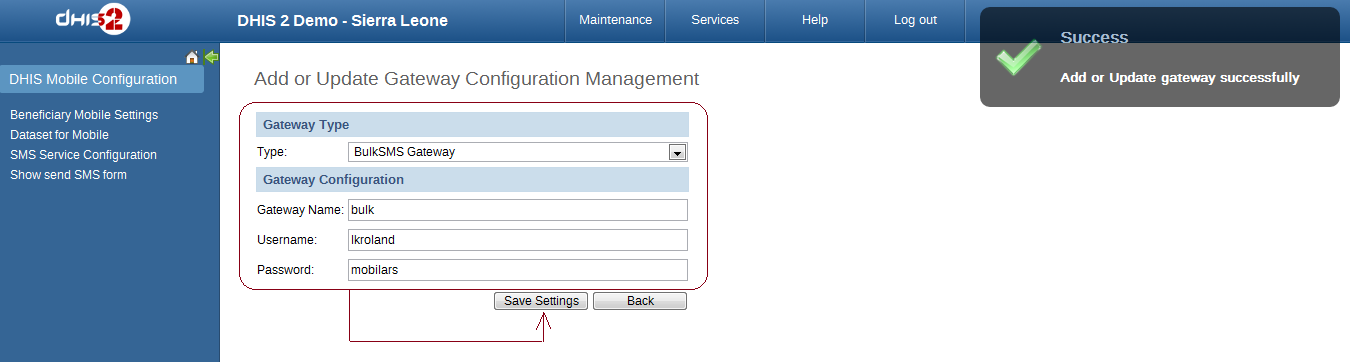 dhis2
DHIS 2 Demo - Sierra Leone
Maintenance
Services
Help
Log out
Success
Add or Update gateway successfully
DHIS Mobile Configuration
Beneficiary Mobile Settings
Dataset for Mobile
SMS Service Configuration
Show send SMS form
Add or Update Gateway Configuration Management
Gateway Type
Type: BulkSMS Gateway
Gateway Configuration
Gateway Name: bulk
Username: lkroland
Password: mobilars
Save Settings Back